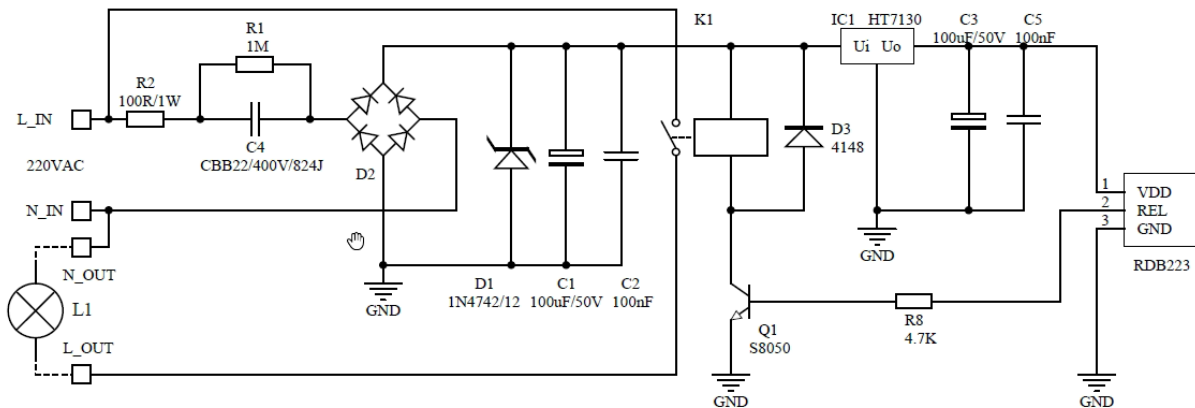 K1
IC1 HT7130
C3
100uF/50V
C5
100nF
R1
1M
Ui Uo
R2
100R/1W
L_IN
220VAC
C4
CBB22/400V/824J
D2
D3
4148
1
VDD
2
REL
3
GND
RDB223
N_IN
N_OUT
L1
L_OUT
GND
D1
1N4742/12
C1
100uF/50V
C2
100nF
GND
Q1
S8050
R8
4.7K
GND
GND